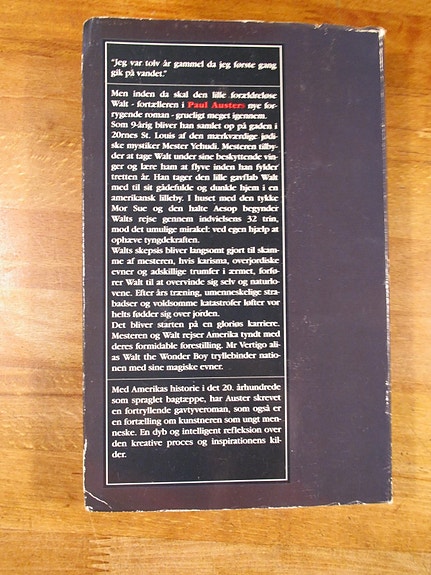 "Jeg var tolv år gammel da jeg første gang
gik på vandet."
Men inden da skal den lille forældreløse
Walt - fortælleren i Paul Austers nye for-
rygende roman - grueligt meget igennem.
Som 9-årig bliver han samlet op på gaden i
20rnes St. Louis af den mærkværdige jødi-
ske mystiker Mester Yehudi. Mesteren tilby-
der at tage Walt under sine beskyttende vin-
ger og lære ham at flyve inden han fylder
tretten år. Han tager den lille gavflab Walt
med til sit gådefulde og dunkle hjem i en
amerikansk lilleby. I huset med den tykke
Mor Sue og den halte Aesop begynder
Walts rejse gennem indvielsens 32 trin,
mod det umulige mirakel: ved egen hjælp at
ophæve tyngdekraften.
Walts skepsis bliver langsomt gjort til skam-
me af mesteren, hvis karisma, overjordiske
evner og adskillige trumfer i ærmet, forfø-
rer Walt til at overvinde sig selv og naturlo-
vene. Efter års træning, umenneskelige stra-
badser og voldsomme katastrofer løfter vor
helts fødder sig over jorden.
Det bliver starten på en gloriøs karriere.
Mesteren og Walt rejser Amerika tyndt med
deres formidable forestilling. Mr Vertigo ali-
as Walt the Wonder Boy tryllebinder natio-
nen med sine magiske evner.
Med Amerikas historie i det 20. århundrede
som spraglet bagtæppe, har Auster skrevet
en fortryllende gavtyveroman, som også er
en fortælling om kunstneren som ungt men-
neske. En dyb og intelligent refleksion over
den kreative proces og inspirationens kil-
der.